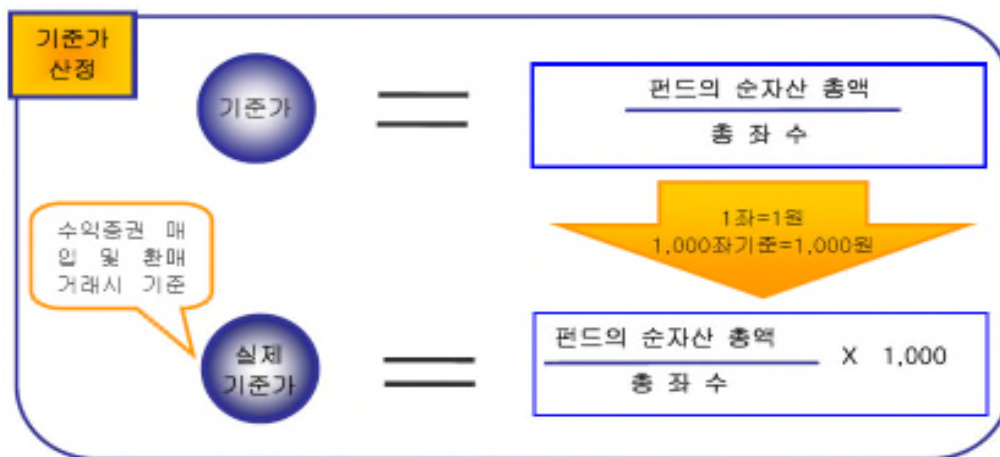 기준가
산정
기준가
펀드의 순자산 총액
총 좌 수
1좌=1원
1,000좌기준=1,000원
수익증권 매
입 및 환매
거래시 기준
실제
기준가
펀드의 순자산 총액
총 좌 수
X 1,000